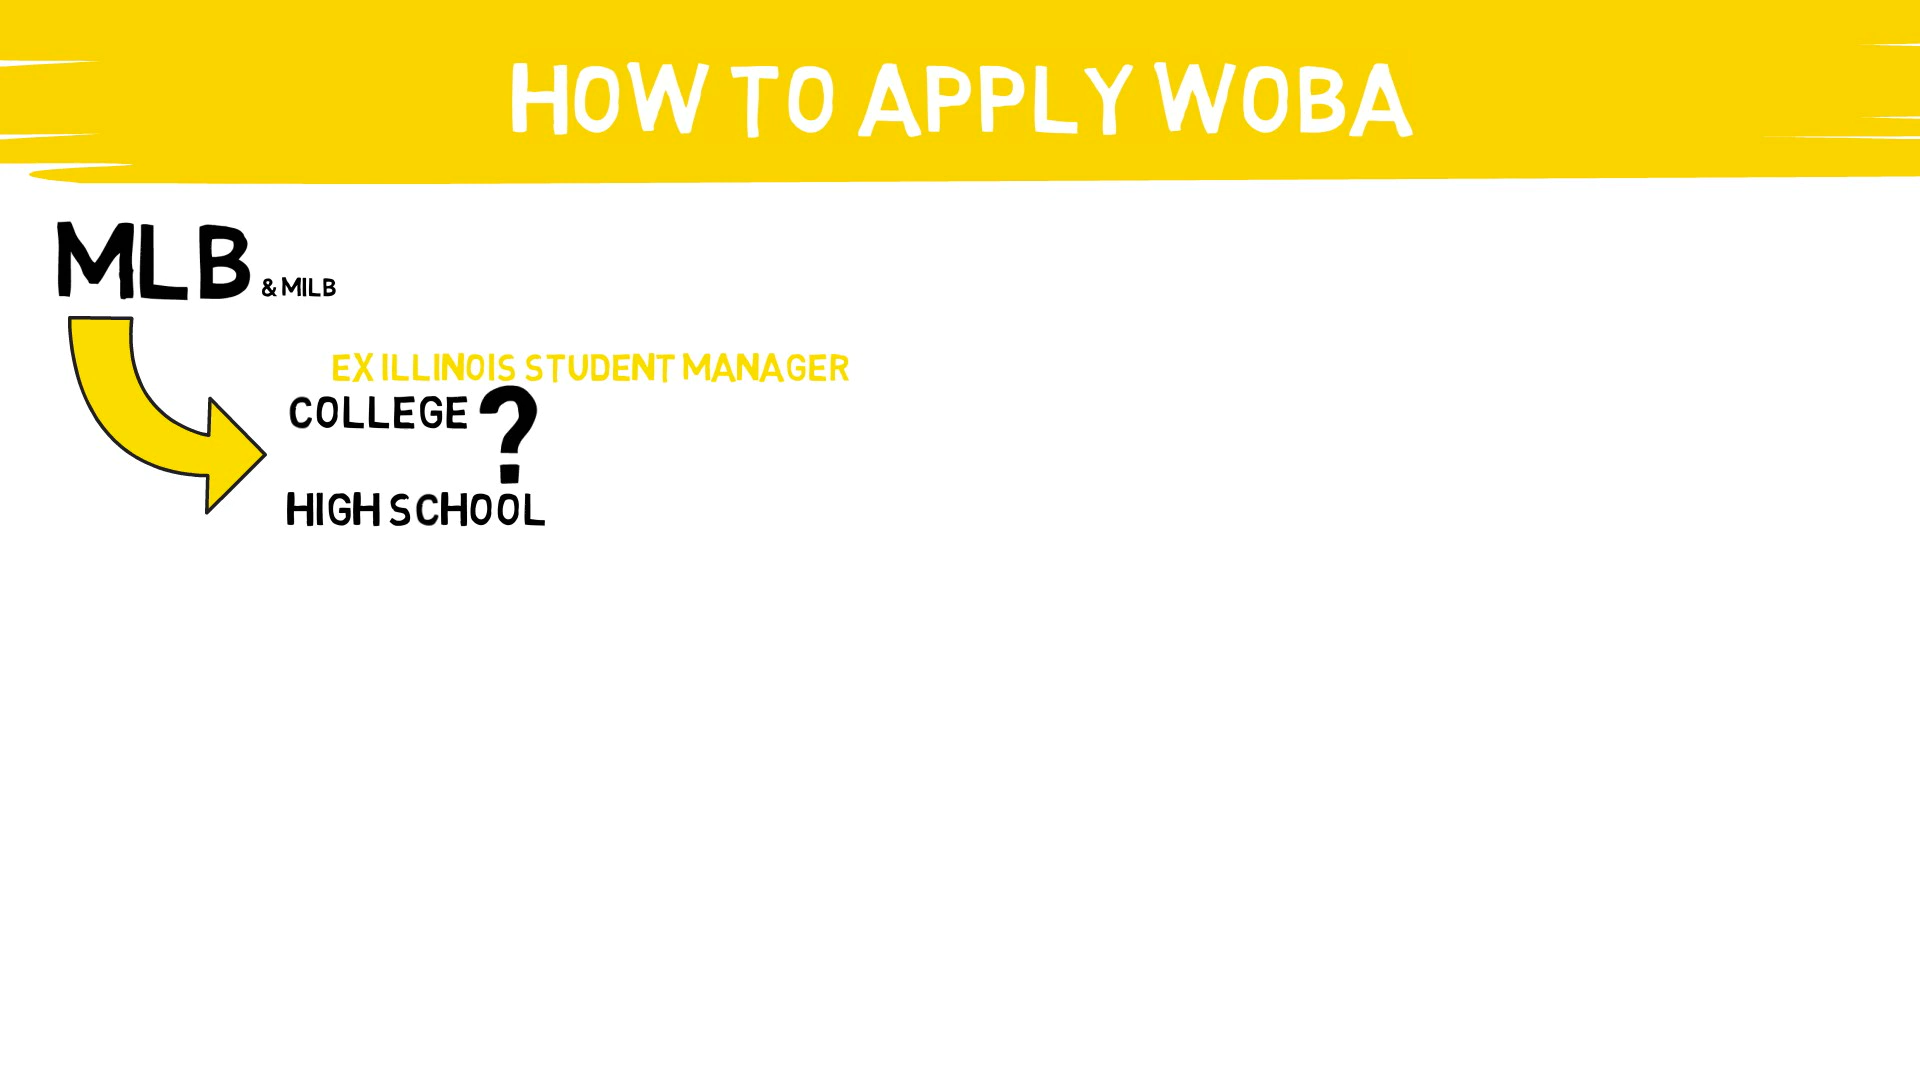 HOW TO APPLY WOBA
MLB & MILB
EX ILLINOIS STUDENT MANAGER
COLLEGE ?
HIGH SCHOOL